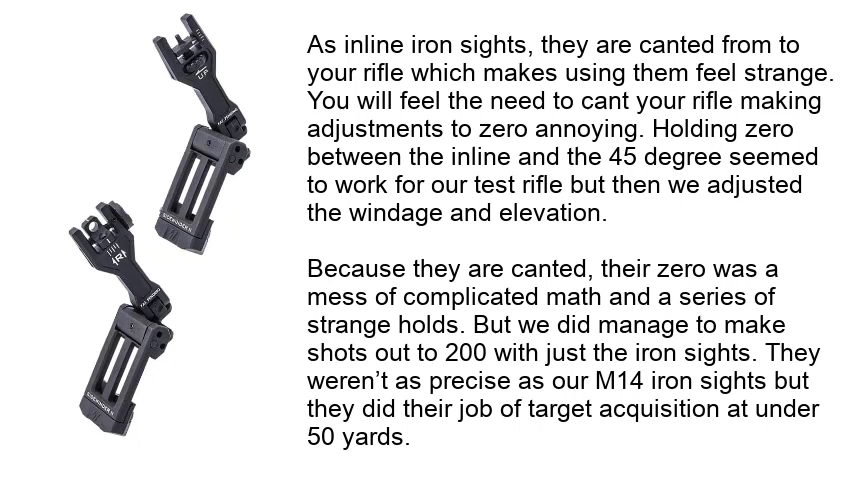 As inline iron sights, they are canted from to
your rifle which makes using them feel strange.
You will feel the need to cant your rifle making
adjustments to zero annoying. Holding zero
between the inline and the 45 degree seemed
to work for our test rifle but then we adjusted
the windage and elevation.
Because they are canted, their zero was a
mess of complicated math and a series of
strange holds. But we did manage to make
shots out to 200 with just the iron sights. They
weren’t as precise as our M14 iron sights but
they did their job of target acquisition at under
50 yards.
UP
SIDEWINDER II
R
SIDEWINDER II